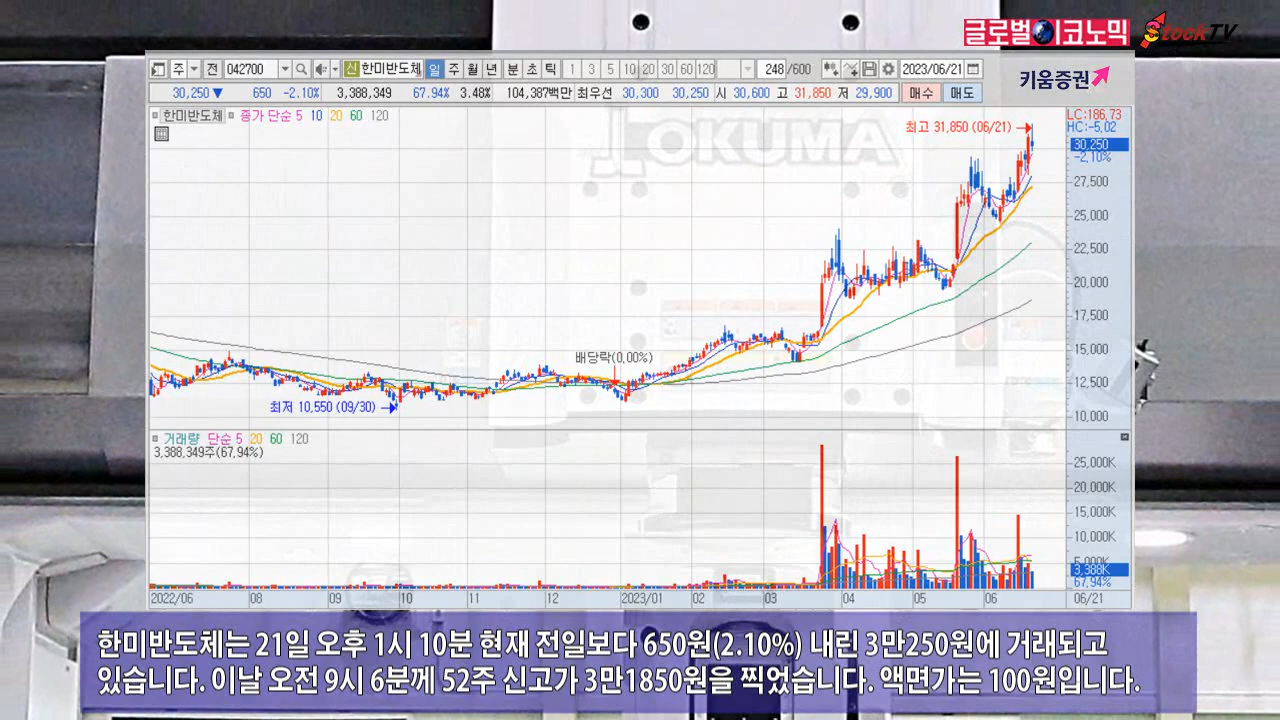 글로벌이코노믹
StockTV
키움증권
주 전 042700 신 한미반도체 일 주 월 년 분 초 틱 1 3 5 10 20 30 60 120 248 /600 2023/06/21
30,250 ▼ 650 -2.10% 3,388,349 67.94% 3.48% 104,387백만 최우선 30,300 30,250 시 30,600 고 31,850 저 29,900 매수 매도
한미반도체 종가 단순 5 10 20 60 120
LC:186.73
HC:-5.02
최고 31,850 (06/21)
30,250
-2.10%
OKUMA
27,500
25,000
22,500
20,000
17,500
15,000
배당락(0.00%)
12,500
최저 10,550 (09/30)
10,000
거래량 단순 5 20 60 120
3,388,349주(67.94%)
25,000K
20,000K
15,000K
10,000K
5,000K
3,388K
67.94%
2022/06 08 09 10 11 12 2023/01 02 03 04 05 06 06/21
한미반도체는 21일 오후 1시 10분 현재 전일보다 650원(2.10%) 내린 3만250원에 거래되고
있습니다. 이날 오전 9시 6분께 52주 신고가 3만1850원을 찍었습니다. 액면가는 100원입니다.